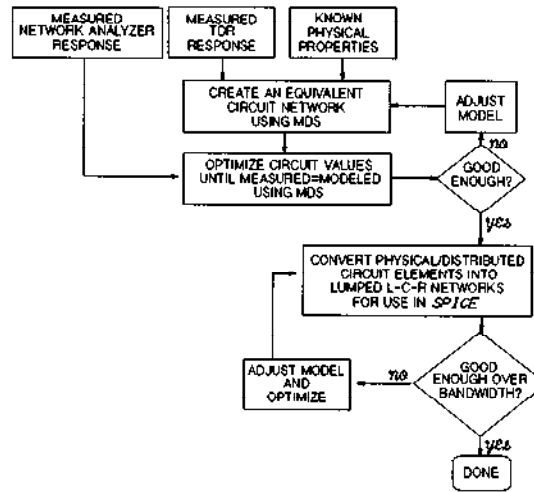 MEASURED
NETWORK ANALYZER
RESPONSE
MEASURED
TDR
RESPONSE
KNOWN
PHYSICAL
PROPERTIES
CREATE AN EQUIVALENT
CIRCUIT NETWORK
USING MDS
ADJUST
MODEL
no
OPTIMIZE CIRCUIT VALUES
UNTIL MEASURED=MODELED
USING MDS
GOOD
ENOUGH?
yes
CONVERT PHYSICAL/DISTRIBUTED
CIRCUIT ELEMENTS INTO
LUMPED L-C-R NETWORKS
FOR USE IN SPICE
ADJUST MODEL
AND
OPTIMIZE
no
GOOD
ENOUGH OVER
BANDWIDTH?
yes
DONE